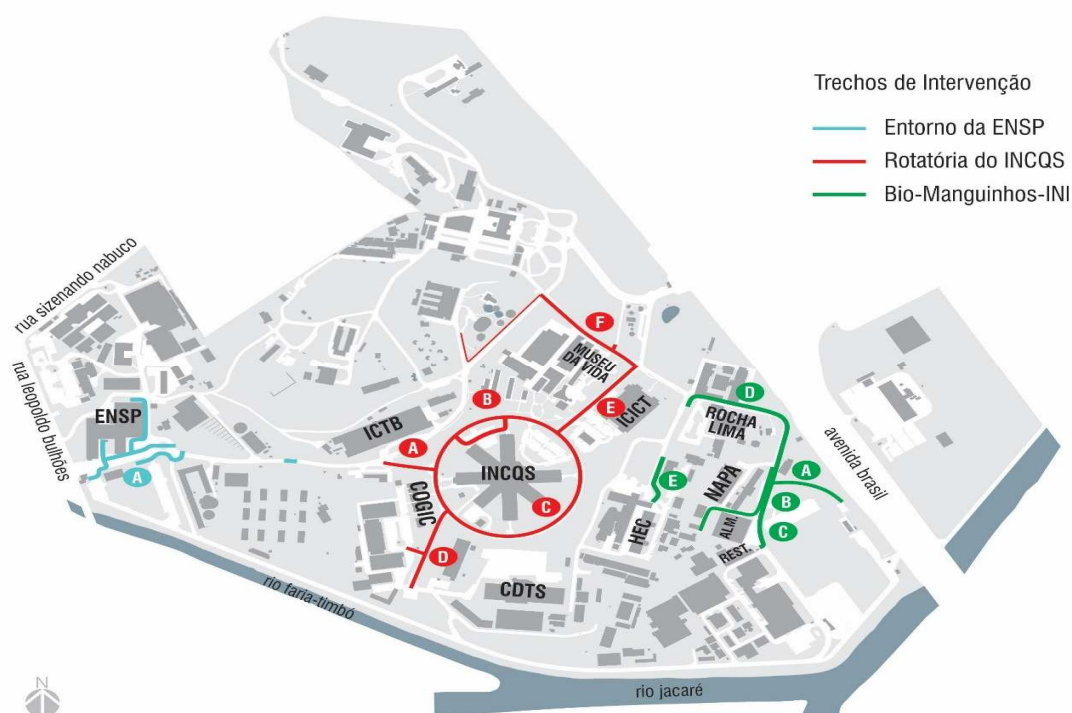 Trechos de Intervenção
Entorno da ENSP
Rotatória do INCQS
Bio-Manguinhos-INI
rua sizenando nabuco
rua leopoldo bulhões
ENSP
A
ICTB
A
B
INCQS
C
COGIC
D
CDTS
F
MUSEU
DA VIDA
E
ICICT
D
ROCHA
LIMA
avenida brasil
NAPA
A
E
B
HEC
ALM.
C
REST.
rio faria-timbó
rio jacaré
N